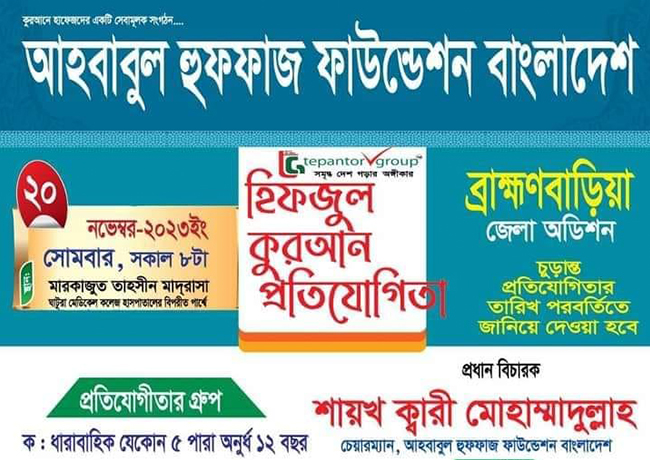 কুরআনে হাফেজদের একটি সেবামূলক সংগঠন....
আহবাবুল হুফফাজ ফাউন্ডেশন বাংলাদেশ
২০
নভেম্বর-২০২৩ইং
সোমবার, সকাল ৮টা
স্থান:
মারকাজুত তাহসীন মাদ্রাসা
ঘাটুরা মেডিকেল কলেজ হাসপাতালের বিপরীত পার্শ্বে
tepantor group
সমৃদ্ধ দেশ গড়ার অঙ্গীকার
হিফজুল
কুরআন
প্রতিযোগিতা
ব্রাহ্মণবাড়িয়া
জেলা অডিশন
চুড়ান্ত
প্রতিযোগিতার
তারিখ পরবর্তিতে
জানিয়ে দেওয়া হবে
প্রতিযোগীতার গ্রুপ
ক : ধারাবাহিক যেকোন ৫ পারা অনুর্ধ ১২ বছর
প্রধান বিচারক
শায়খ ক্বারী মোহাম্মাদুল্লাহ
চেয়ারম্যান, আহবাবুল হুফফাজ ফাউন্ডেশন বাংলাদেশ